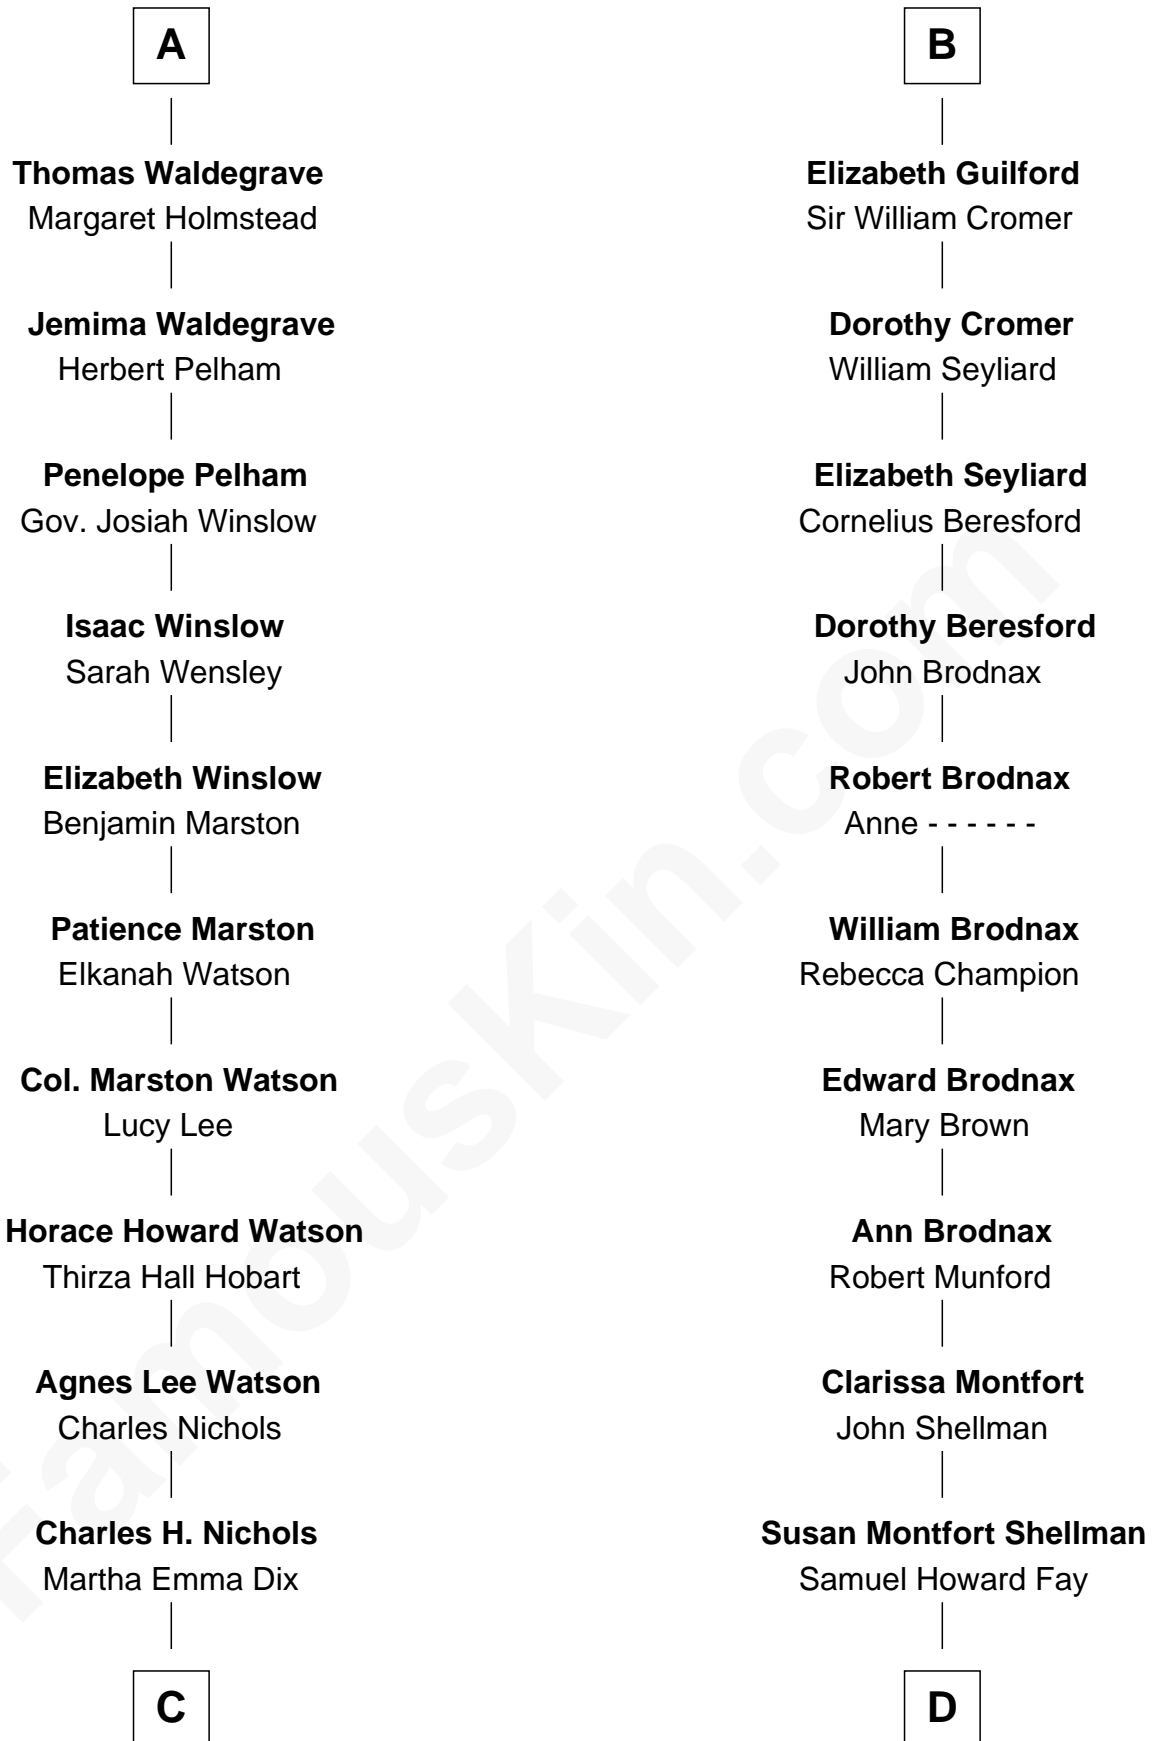 A
Thomas Waldegrave
Margaret Holmstead
Jemima Waldegrave
Herbert Pelham
Penelope Pelham
Gov. Josiah Winslow
Isaac Winslow
Sarah Wensley
Elizabeth Winslow
Benjamin Marston
Patience Marston
Elkanah Watson
Col. Marston Watson
Lucy Lee
Horace Howard Watson
Thirza Hall Hobart
Agnes Lee Watson
Charles Nichols
Charles H. Nichols
Martha Emma Dix
C
B
Elizabeth Guilford
Sir William Cromer
Dorothy Cromer
William Seyliard
Elizabeth Seyliard
Cornelius Beresford
Dorothy Beresford
John Brodnax
Robert Brodnax
Anne - - - - - -
William Brodnax
Rebecca Champion
Edward Brodnax
Mary Brown
Ann Brodnax
Robert Munford
Clarissa Montfort
John Shellman
Susan Montfort Shellman
Samuel Howard Fay
D
FamousKin.com